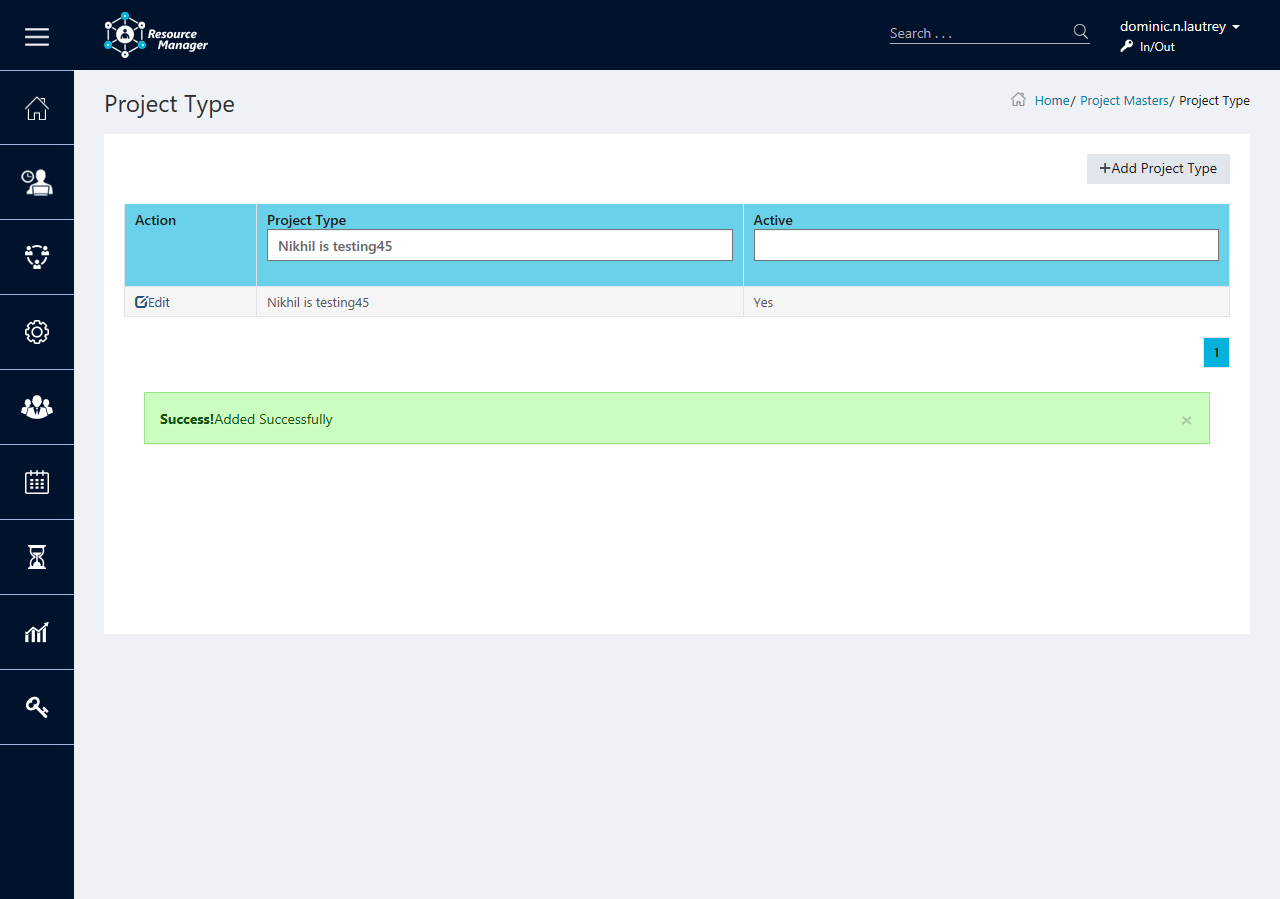 Resource
Manager
Search . . .
dominic.n.lautrey
In/Out
Project Type
Home/ Project Masters/ Project Type
+Add Project Type
Action Project Type Active
Nikhil is testing45
Edit Nikhil is testing45 Yes
1
Success!Added Successfully ×